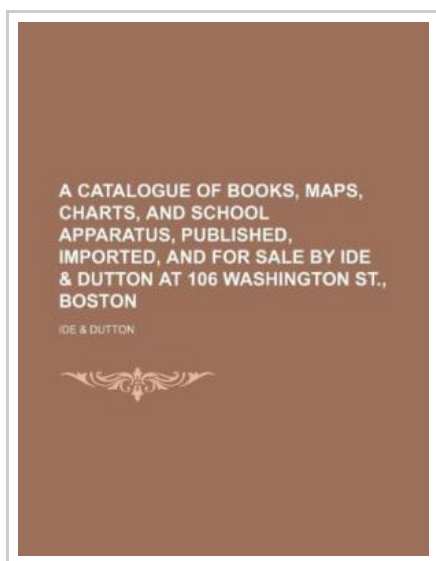 A CATALOGUE OF BOOKS, MAPS,
CHARTS, AND SCHOOL
APPARATUS, PUBLISHED,
IMPORTED, AND FOR SALE BY IDE
& DUTTON AT 106 WASHINGTON ST.,
BOSTON
IDE & DUTTON